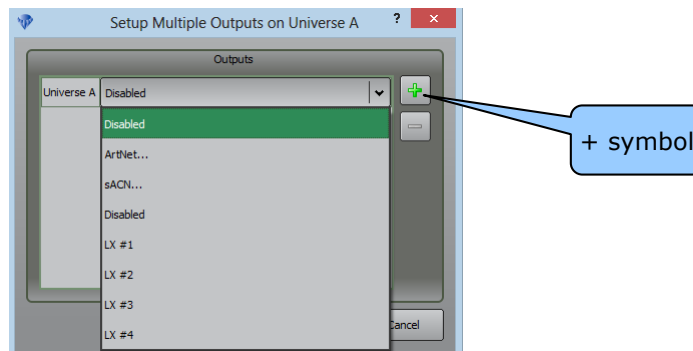 Setup Multiple Outputs on Universe A ? ×
Outputs
Universe A Disabled
+ symbol
Disabled
ArtNet...
sACN...
Disabled
LX #1
LX #2
LX #3
LX #4
Cancel